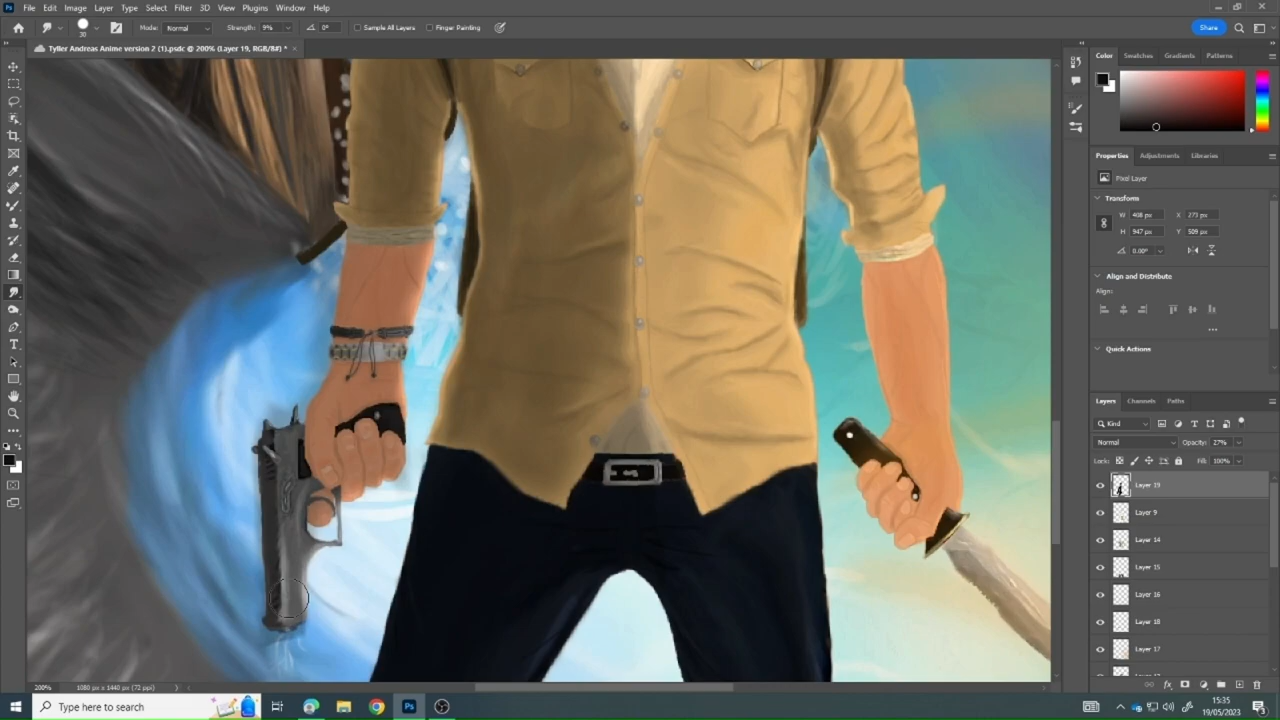 Ps File Edit Image Layer Type Select Filter 3D View Plugins Window Help
30 Mode: Normal Strength: 9% 0° Sample All Layers Finger Painting Share
Tyller Andreas Anime version 2 (1).psdc @ 200% (Layer 19, RGB/8#) *
Color Swatches Gradients Patterns
Properties Adjustments Libraries
Pixel Layer
Transform
W 408 px X 273 px
H 947 px Y 509 px
0.00°
Align and Distribute
Align:
Quick Actions
Layers Channels Paths
Kind
Normal Opacity: 27%
Lock: Fill: 100%
Layer 19
Layer 9
Layer 14
Layer 15
Layer 16
Layer 18
Layer 17
200% 1080 px x 1440 px (72 ppi)
Type here to search
15:35
19/05/2023